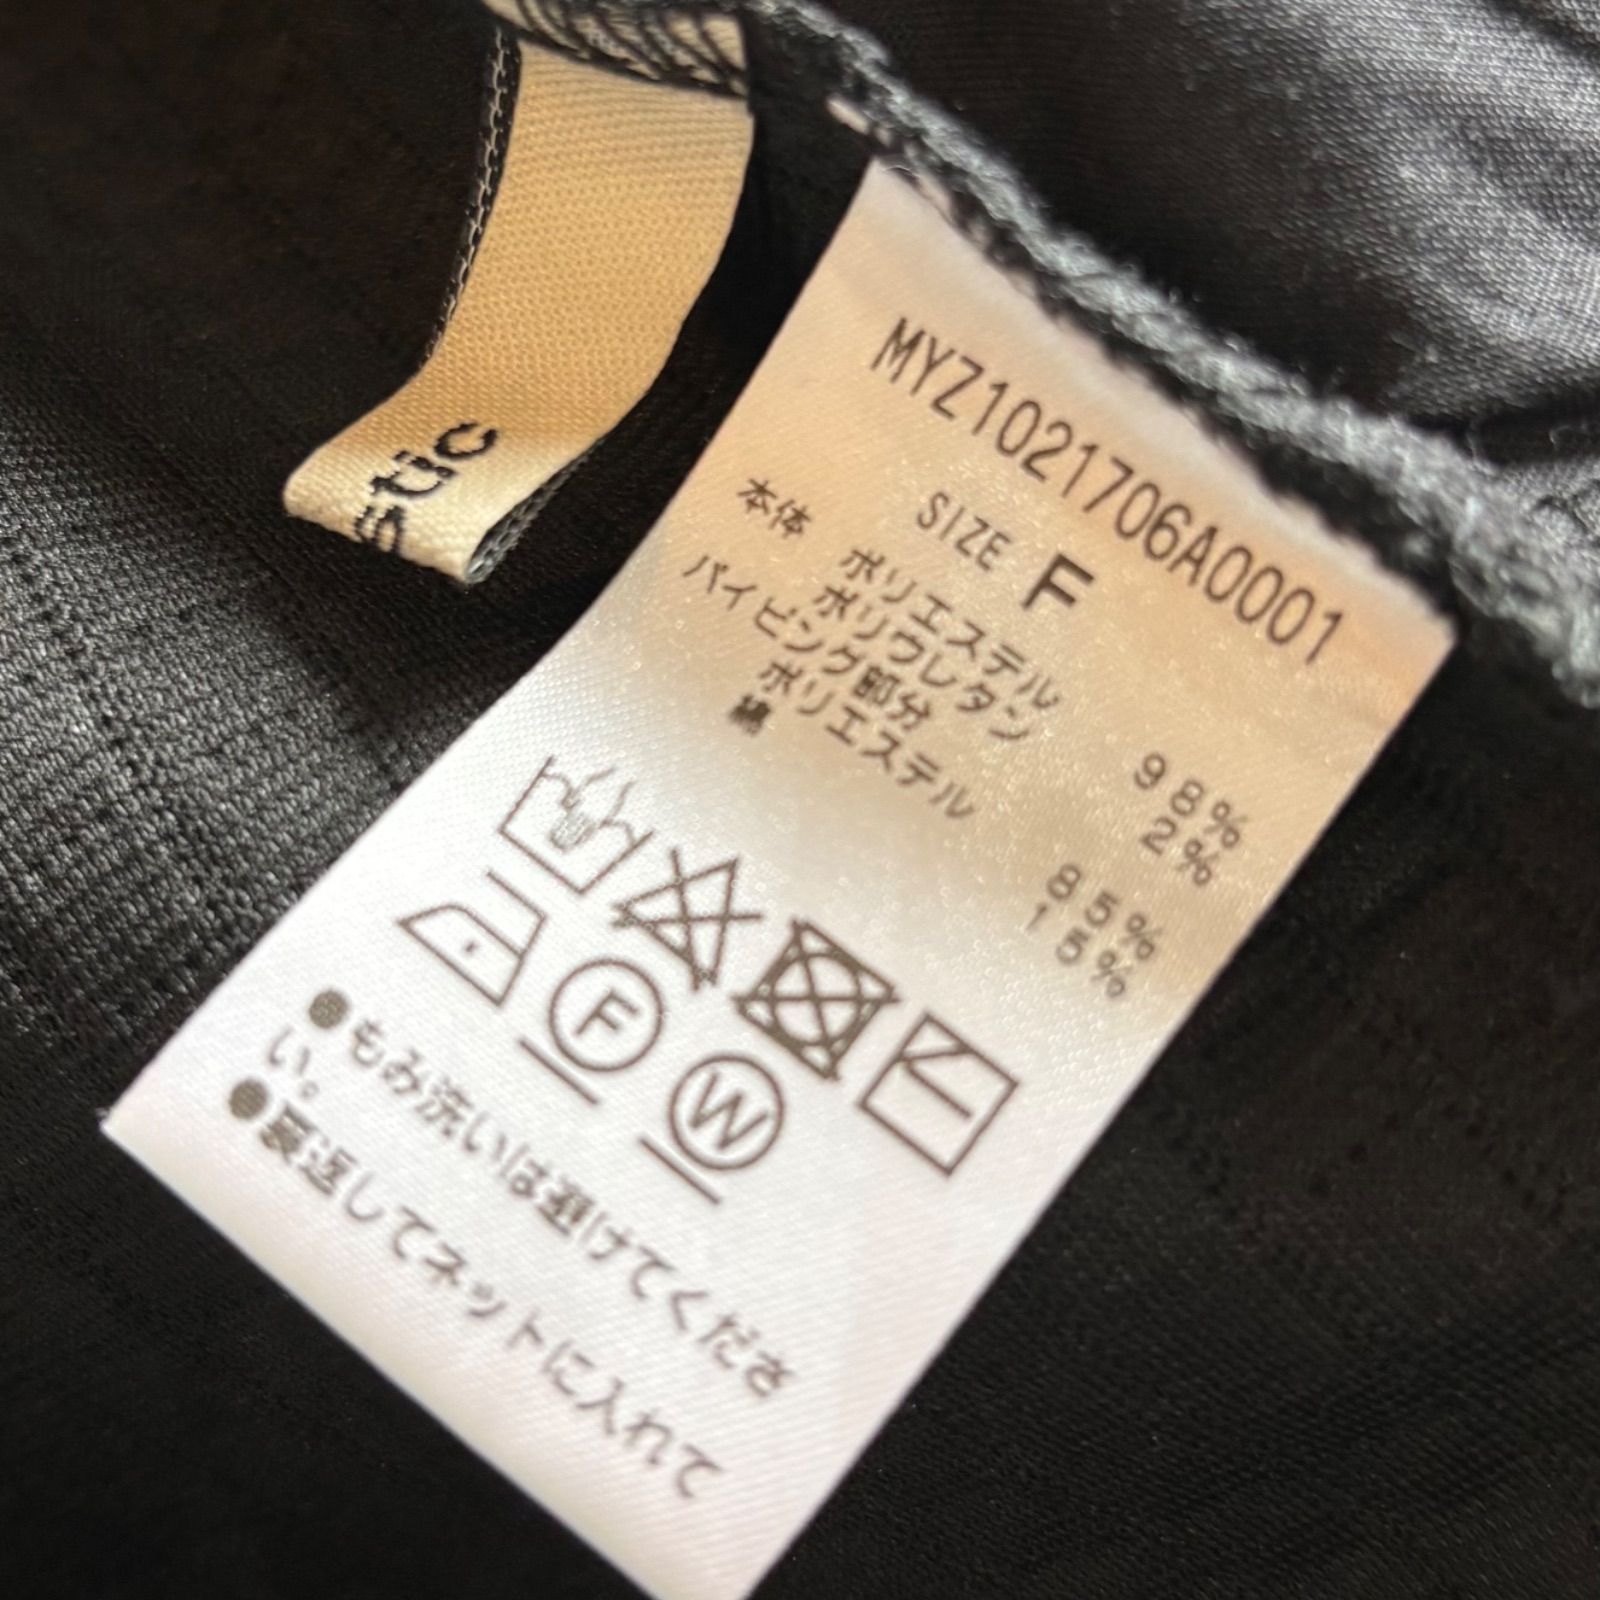 stic
MYZ1021706A0001
SIZE F
本体 ポリエステル 98%
ポリウレタン 2%
パイピング部分
ポリエステル 85%
綿 15%
F
W
●もみ洗いは避けてくださ
い。
●裏返してネットに入れて